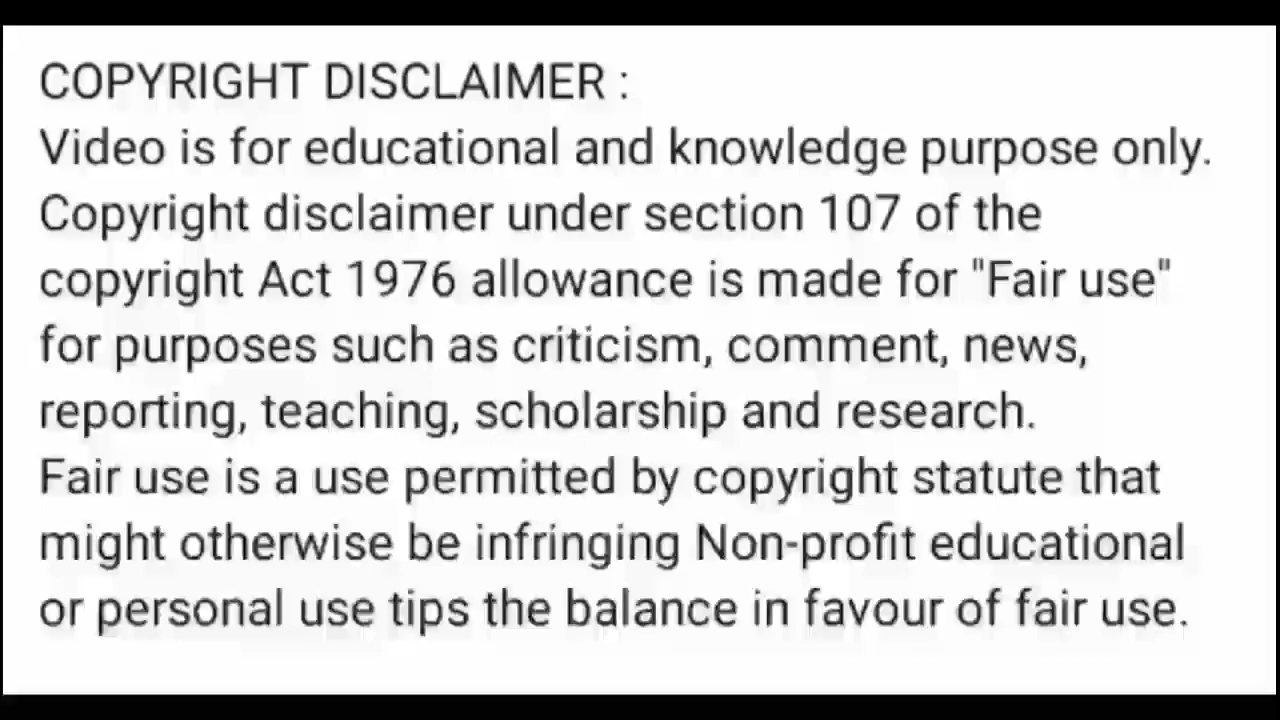 COPYRIGHT DISCLAIMER :
Video is for educational and knowledge purpose only.
Copyright disclaimer under section 107 of the
copyright Act 1976 allowance is made for "Fair use"
for purposes such as criticism, comment, news,
reporting, teaching, scholarship and research.
Fair use is a use permitted by copyright statute that
might otherwise be infringing Non-profit educational
or personal use tips the balance in favour of fair use.